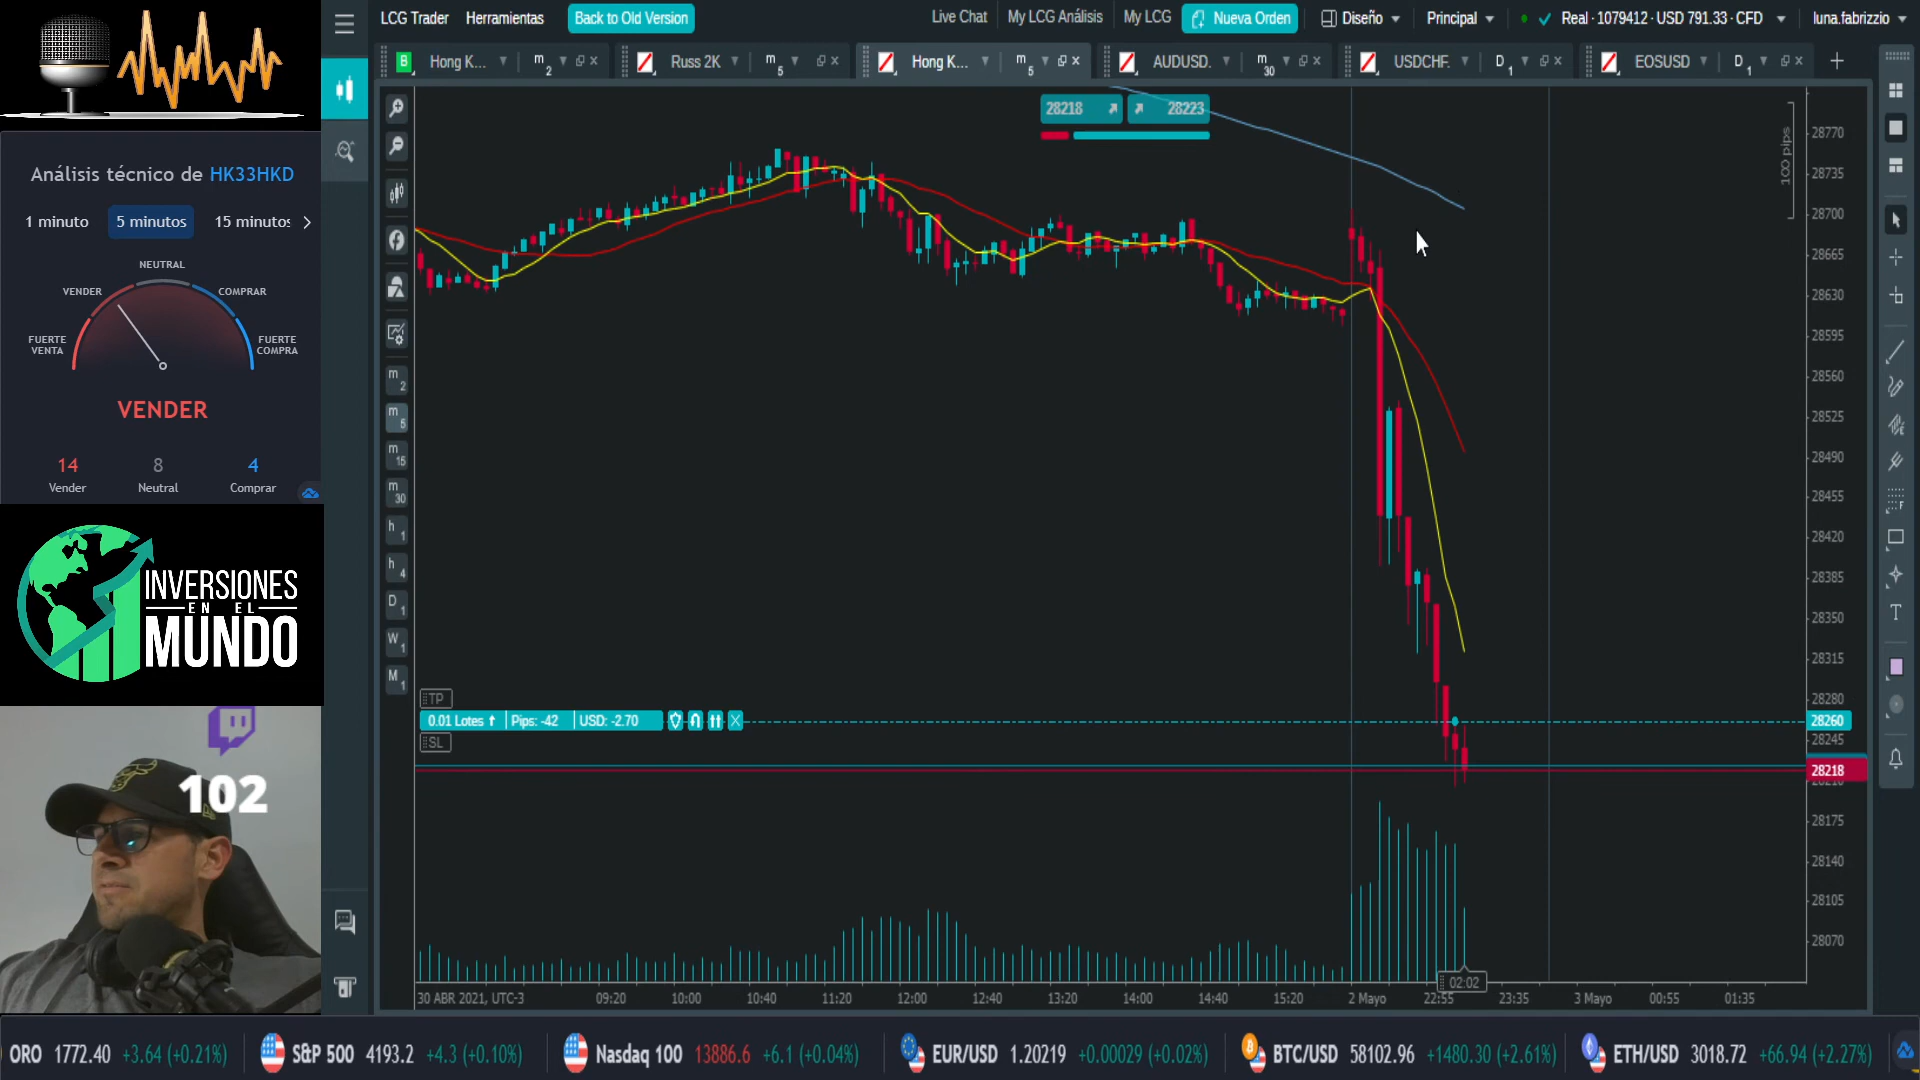 LCG Trader Herramientas Back to Old Version Live Chat My LCG Análisis My LCG Nueva Orden Diseño Principal Real · 1079412 · USD 791.33 · CFD luna.fabrizzio
Hong K... m2 Russ 2K m5 Hong K... m5 AUDUSD. m30 USDCHF. D1 EOSUSD D1 +
Análisis técnico de HK33HKD
1 minuto 5 minutos 15 minutos
NEUTRAL
VENDER COMPRAR
FUERTE VENTA FUERTE COMPRA
VENDER
14 8 4
Vender Neutral Comprar
INVERSIONES
EN EL
MUNDO
102
m2
m5
m15
m30
h1
h4
D1
W1
M1
28218 28223
100 pips
TP
0.01 Lotes Pips: -42 USD: -2.70
SL
28770
28735
28700
28665
28630
28595
28560
28525
28490
28455
28420
28385
28350
28315
28280
28260
28245
28218
28175
28140
28105
28070
02:02
30 ABR 2021, UTC-3 09:20 10:00 10:40 11:20 12:00 12:40 13:20 14:00 14:40 15:20 2 Mayo 22:55 23:35 3 Mayo 00:55 01:35
ORO 1772.40 +3.64 (+0.21%) S&P 500 4193.2 +4.3 (+0.10%) Nasdaq 100 13886.6 +6.1 (+0.04%) EUR/USD 1.20219 +0.00029 (+0.02%) BTC/USD 58102.96 +1480.30 (+2.61%) ETH/USD 3018.72 +66.94 (+2.27%)